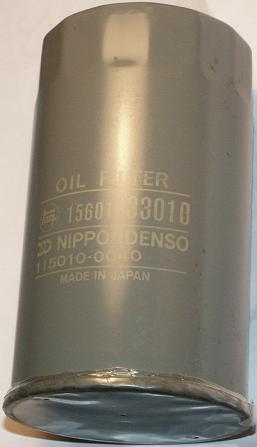 OIL FILTER
15601-33010
NIPPONDENSO
115010-0040
MADE IN JAPAN